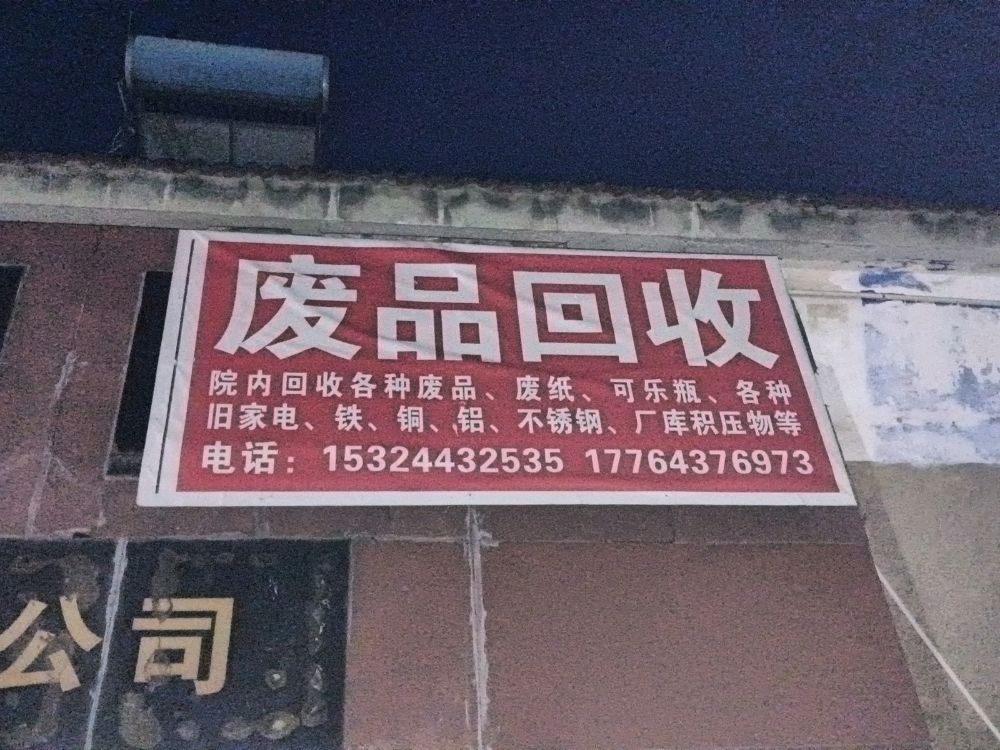 废品回收
院内回收各种废品、废纸、可乐瓶、各种
旧家电、铁、铜、铝、不锈钢、厂库积压物等
电话：15324432535 17764376973
公司